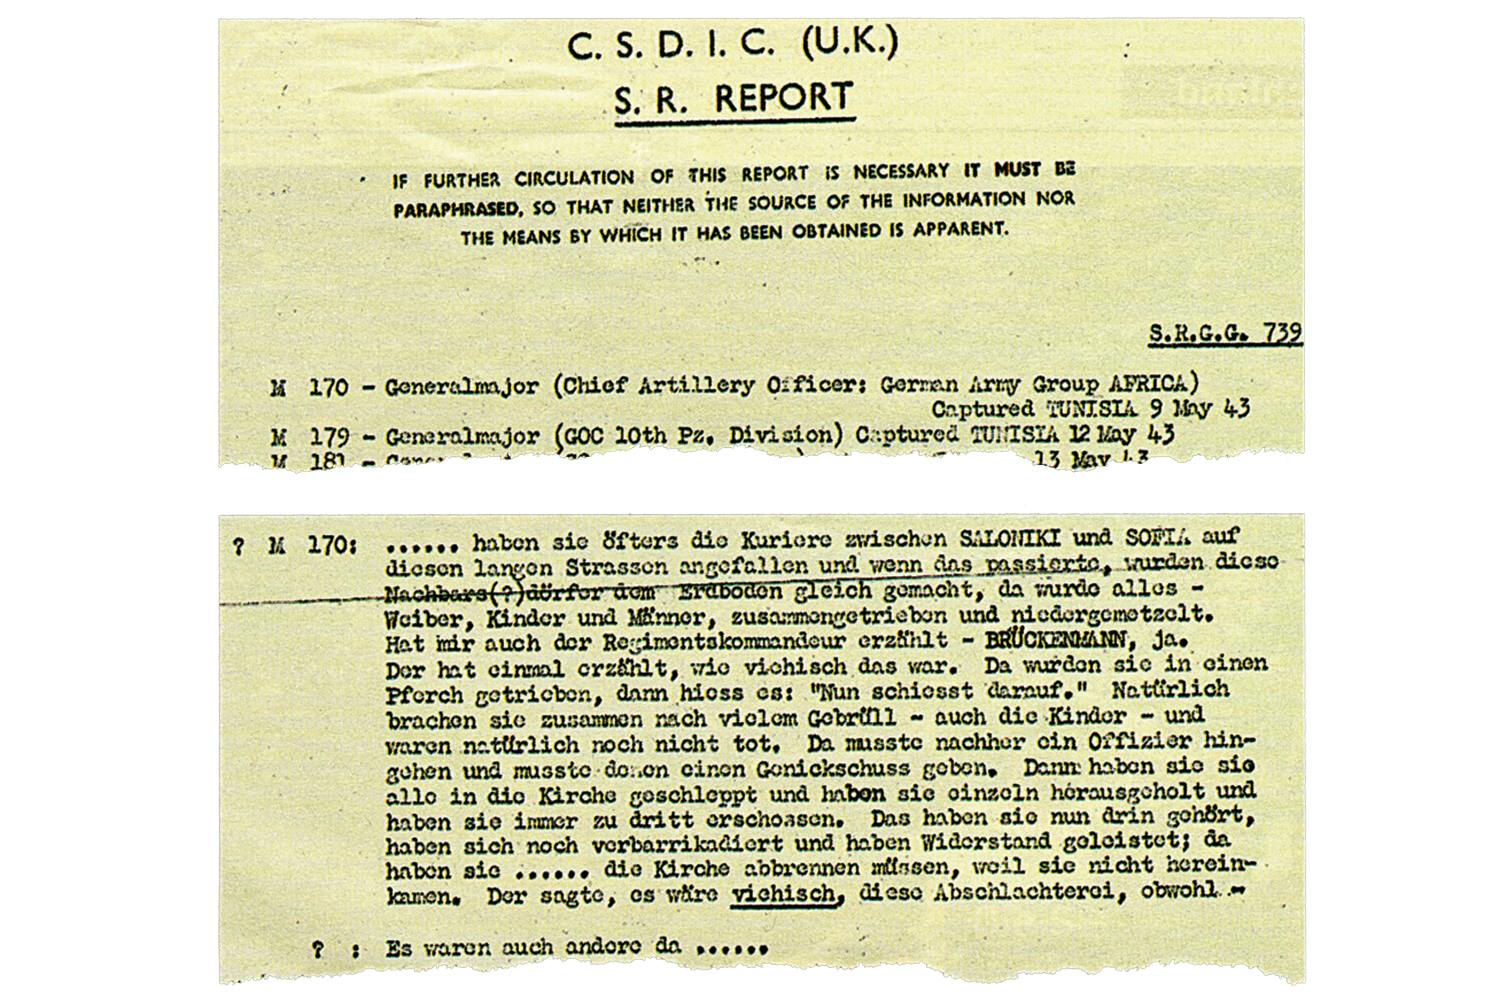 C. S. D. I. C. (U.K.)
S. R. REPORT
IF FURTHER CIRCULATION OF THIS REPORT IS NECESSARY IT MUST BE
PARAPHRASED, SO THAT NEITHER THE SOURCE OF THE INFORMATION NOR
THE MEANS BY WHICH IT HAS BEEN OBTAINED IS APPARENT.
S.R.G.G. 739
M 170 - Generalmajor (Chief Artillery Officer: German Army Group AFRICA)
Captured TUNISIA 9 May 43
M 179 - Generalmajor (GOC 10th Pz. Division) Captured TUNISIA 12 May 43
M 181 - 13 May 43
? M 170: ...... haben sie öfters die Kuriere zwischen SALONIKI und SOFIA auf
diesen langen Strassen angefallen und wenn das passierte, wurden diese
Nachbars(?)dörfer dem Erdboden gleich gemacht, da wurde alles -
Weiber, Kinder und Männer, zusammengetrieben und niedergemetzelt.
Hat mir auch der Regimentskommandeur erzählt - BRÜCKENMANN, ja.
Der hat einmal erzählt, wie viehisch das war. Da wurden sie in einen
Pferch getrieben, dann hiess es: "Nun schiesst darauf." Natürlich
brachen sie zusammen nach vielem Gebrüll - auch die Kinder - und
waren natürlich noch nicht tot. Da musste nachher ein Offizier hin-
gehen und musste denen einen Genickschuss geben. Dann haben sie sie
alle in die Kirche geschleppt und haben sie einzeln herausgeholt und
haben sie immer zu dritt erschossen. Das haben sie nun drin gehört,
haben sich noch verbarrikadiert und haben Widerstand geleistet; da
haben sie ...... die Kirche abbrennen müssen, weil sie nicht herein-
kamen. Der sagte, es wäre viehisch, diese Abschlachterei, obwohl -
? : Es waren auch andere da ......